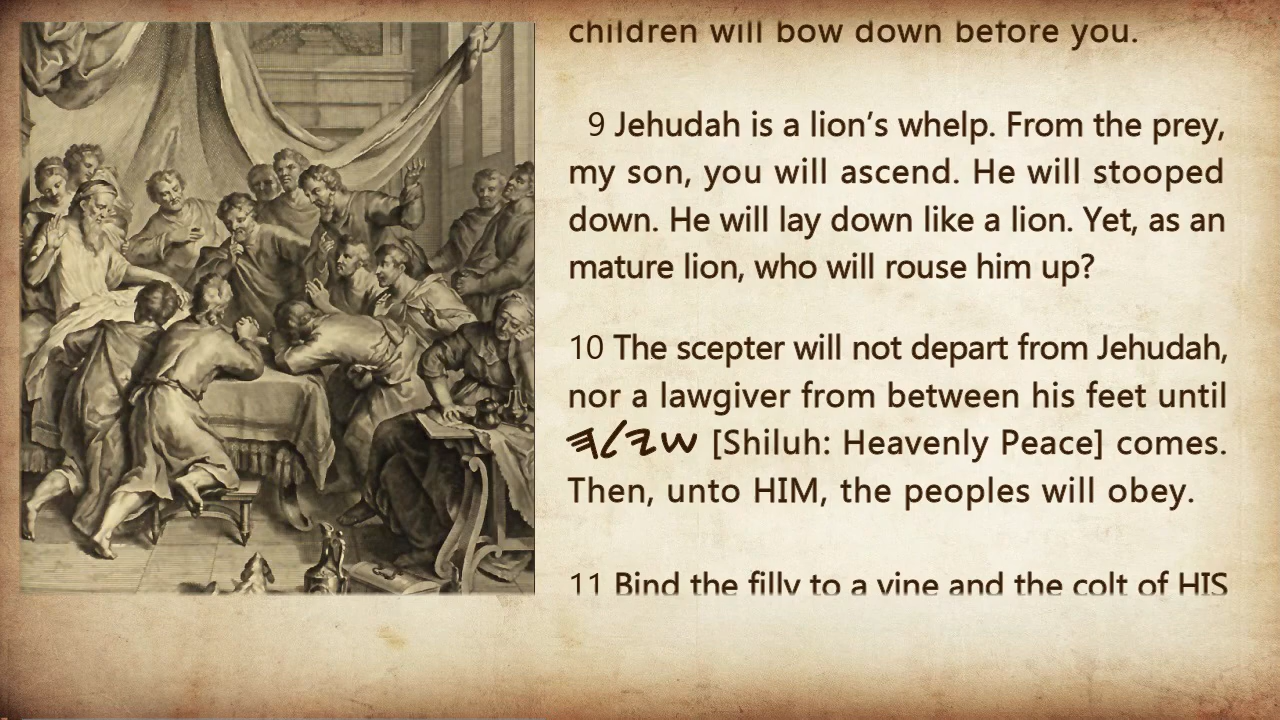 children will bow down before you.
9 Jehudah is a lion’s whelp. From the prey,
my son, you will ascend. He will stooped
down. He will lay down like a lion. Yet, as an
mature lion, who will rouse him up?
10 The scepter will not depart from Jehudah,
nor a lawgiver from between his feet until
𐤔𐤉𐤋𐤄 [Shiluh: Heavenly Peace] comes.
Then, unto HIM, the peoples will obey.
11 Bind the filly to a vine and the colt of HIS